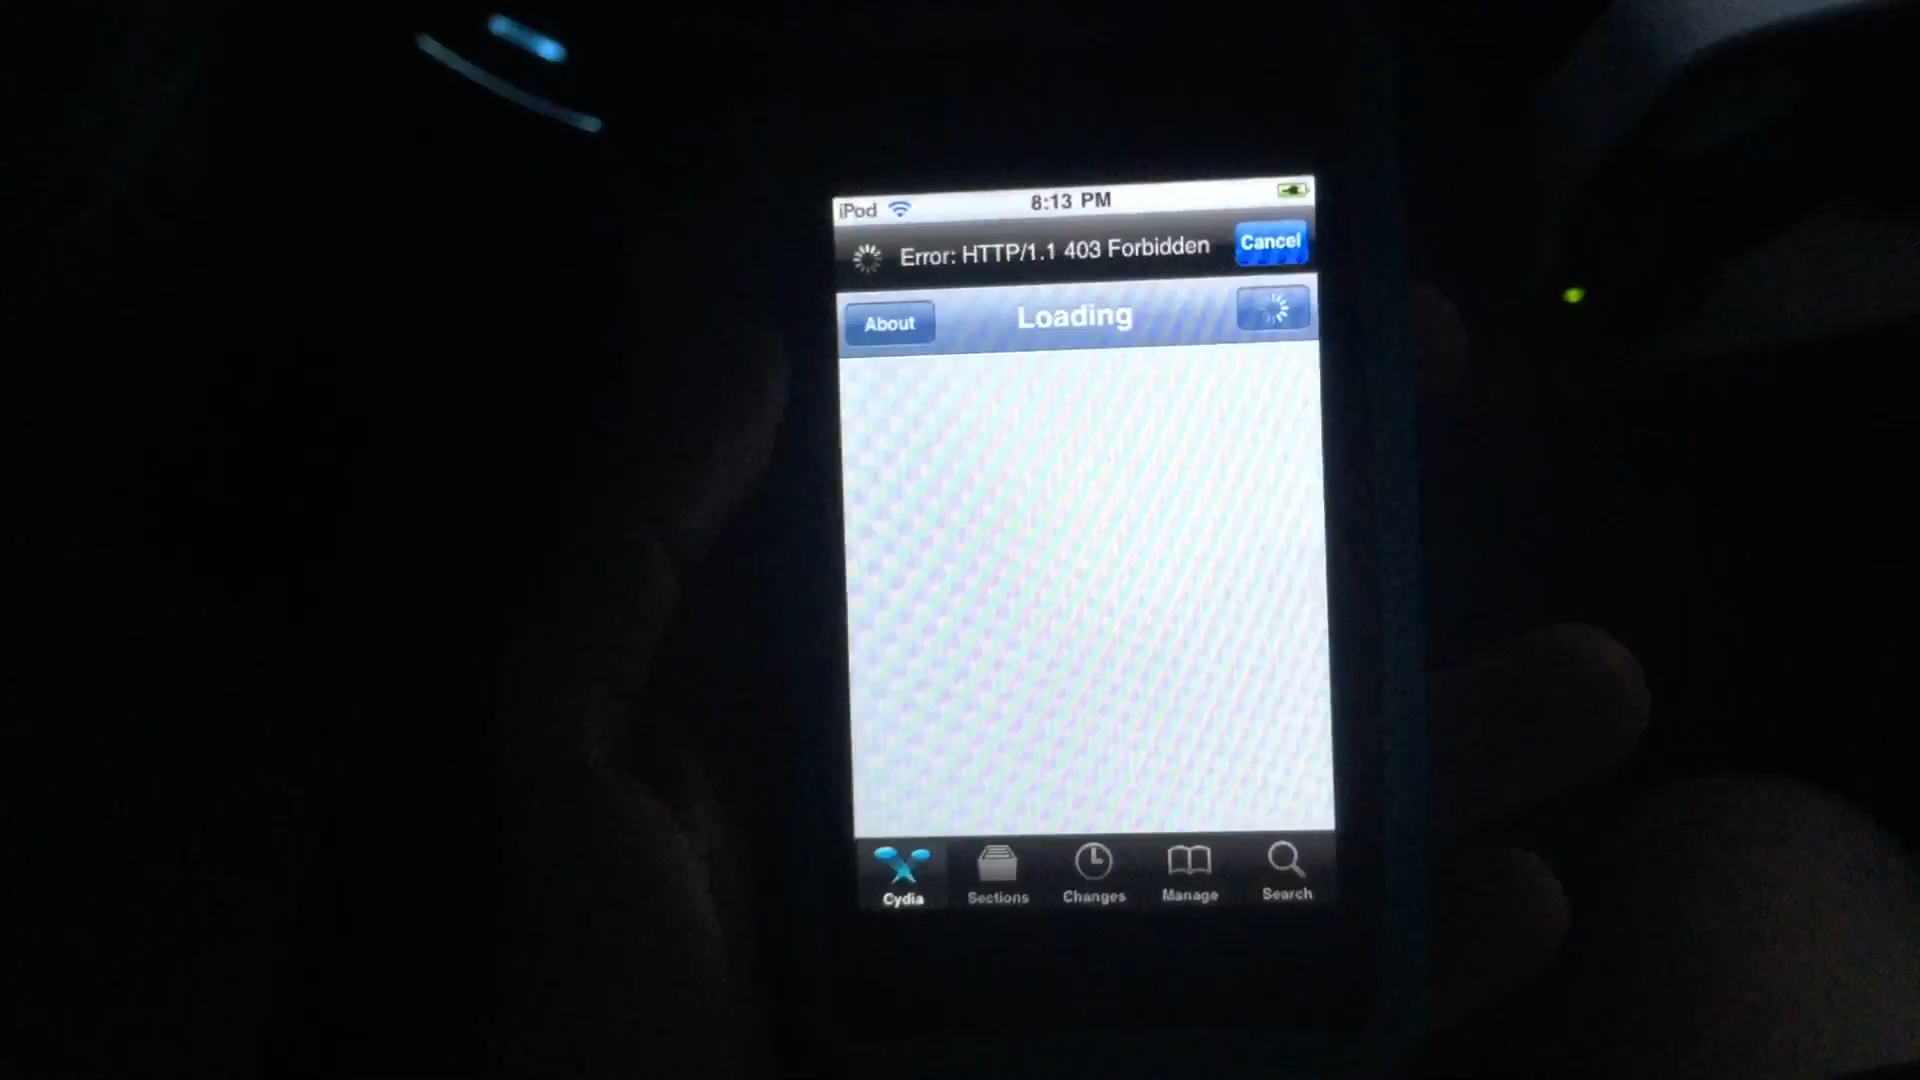 iPod 8:13 PM
Error: HTTP/1.1 403 Forbidden Cancel
About Loading
Cydia Sections Changes Manage Search